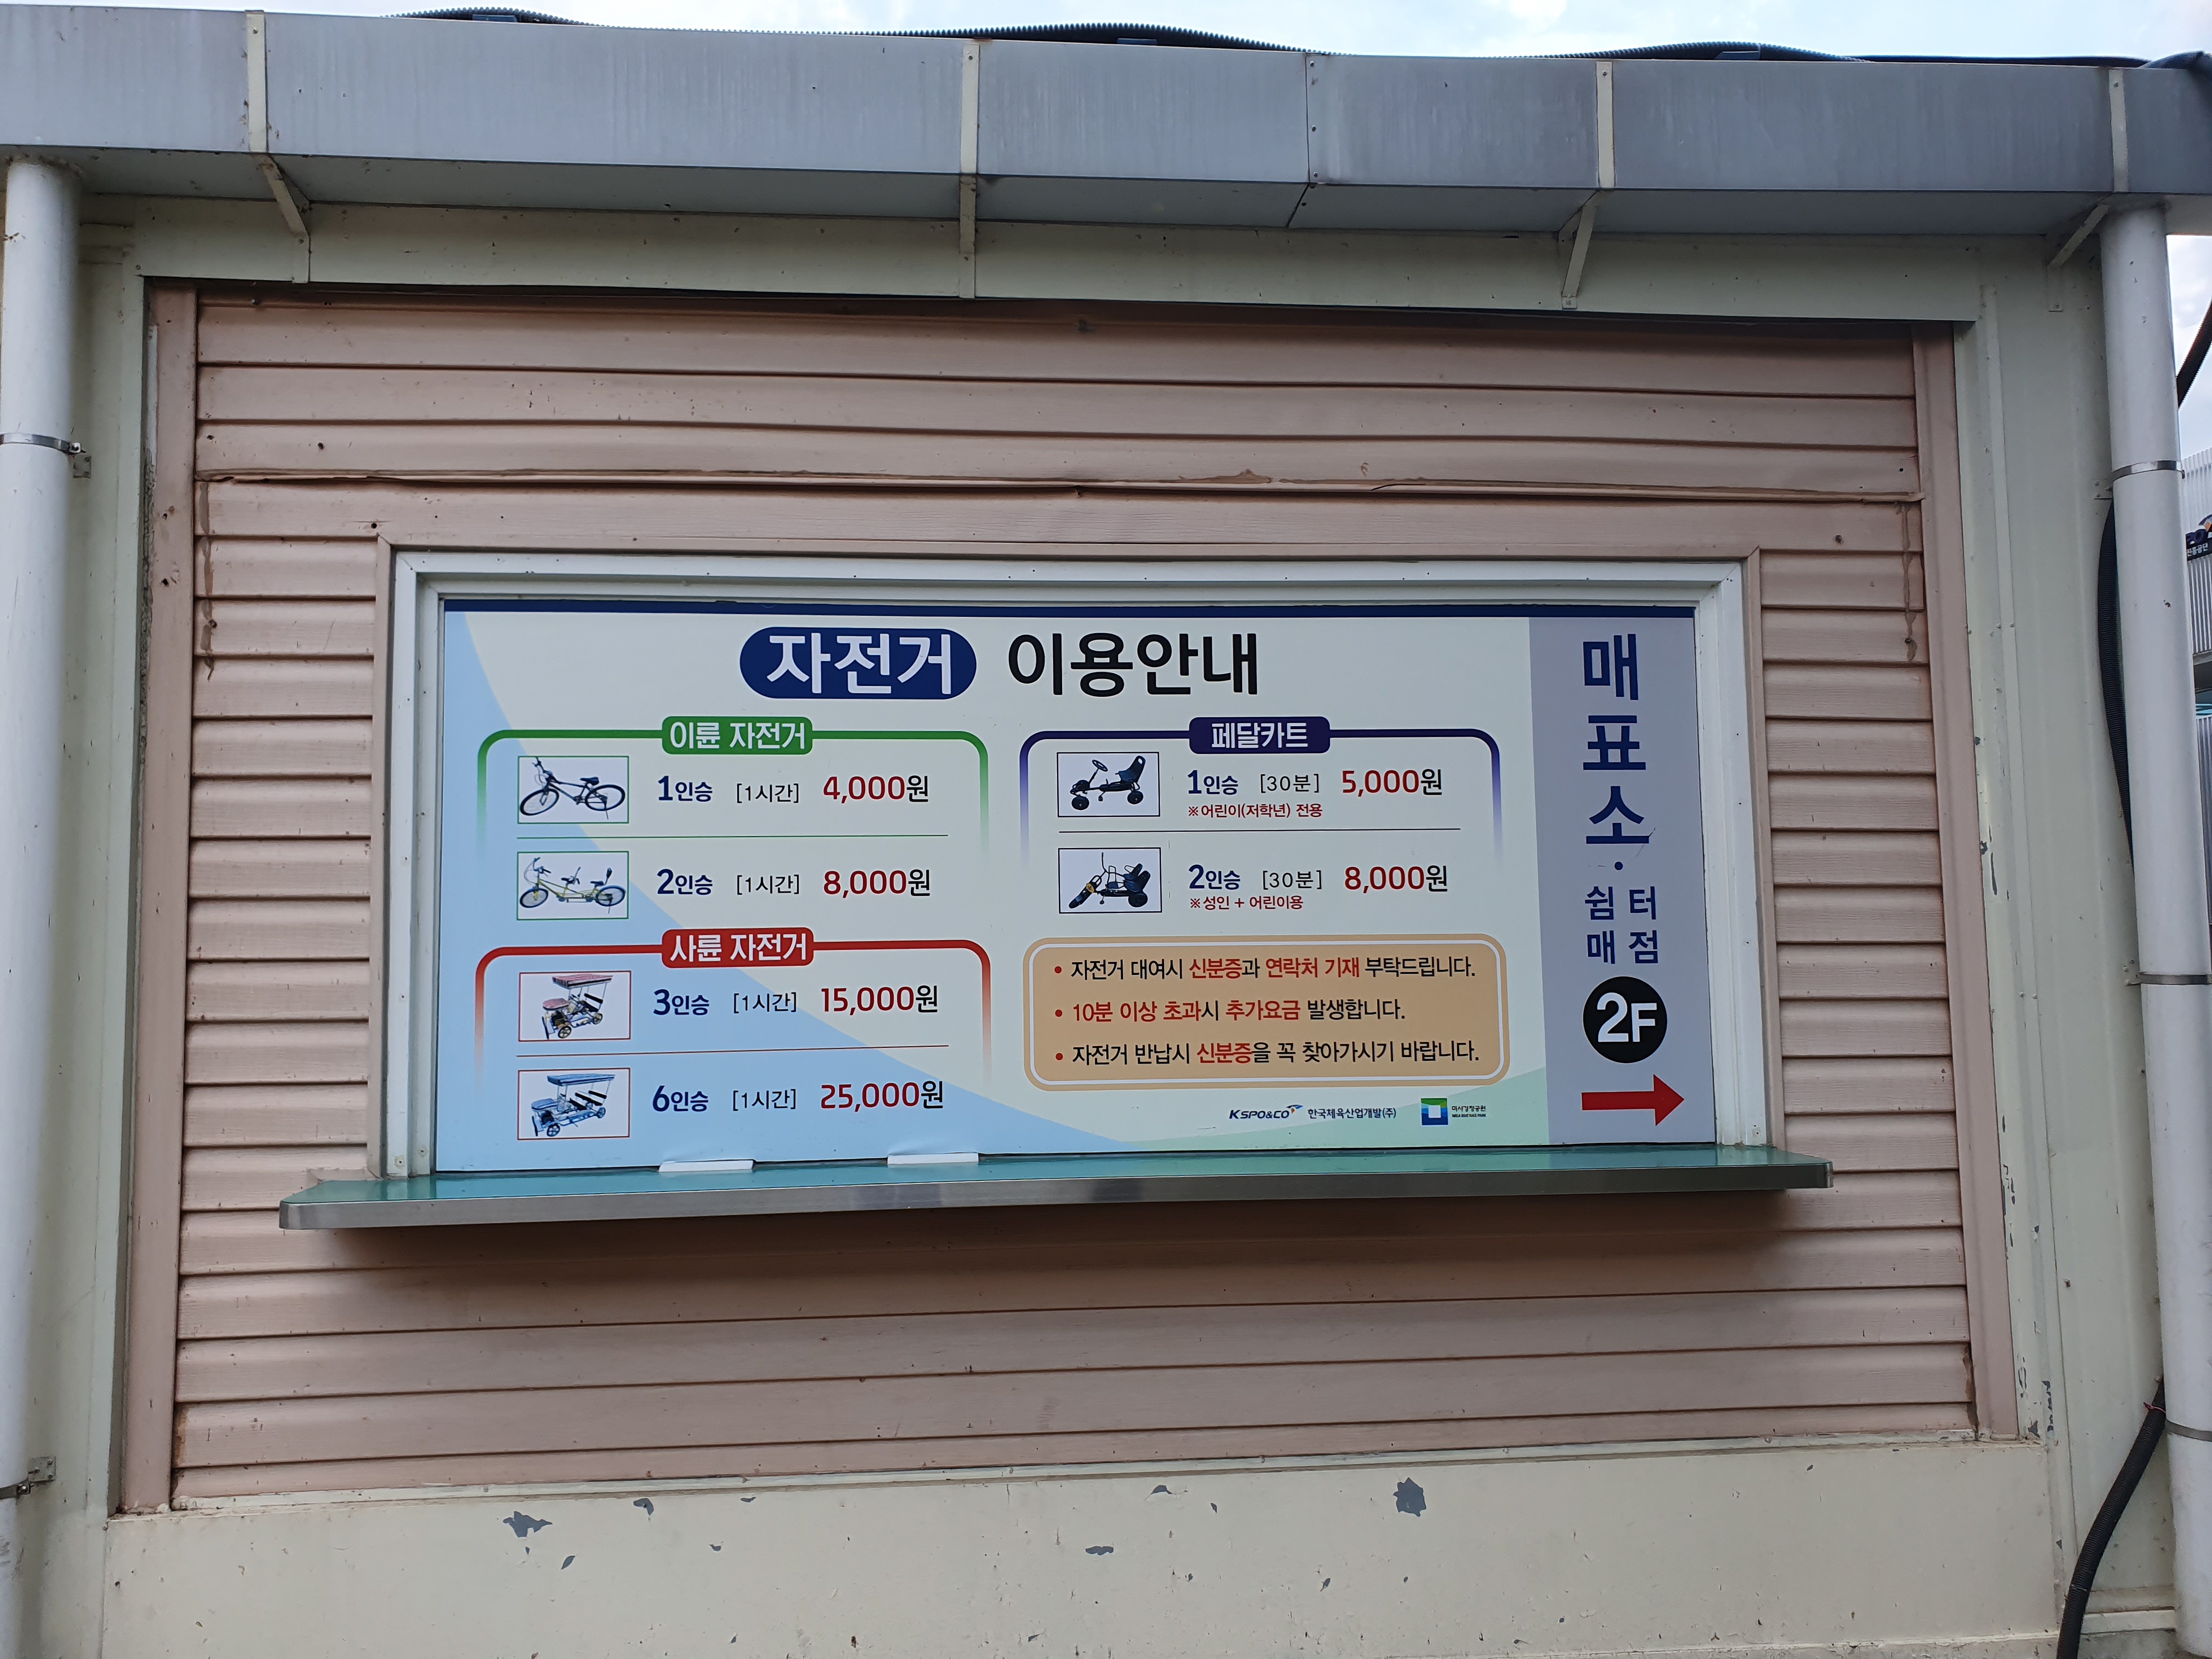 자전거 이용안내
이륜 자전거
1인승 [1시간] 4,000원
2인승 [1시간] 8,000원
사륜 자전거
3인승 [1시간] 15,000원
6인승 [1시간] 25,000원
페달카트
1인승 [30분] 5,000원
※어린이(저학년) 전용
2인승 [30분] 8,000원
※성인 + 어린이용
• 자전거 대여시 신분증과 연락처 기재 부탁드립니다.
• 10분 이상 초과시 추가요금 발생합니다.
• 자전거 반납시 신분증을 꼭 찾아가시기 바랍니다.
KSPO&CO 한국체육산업개발(주)
미사경정공원
매표소
·
쉼터
매점
2F